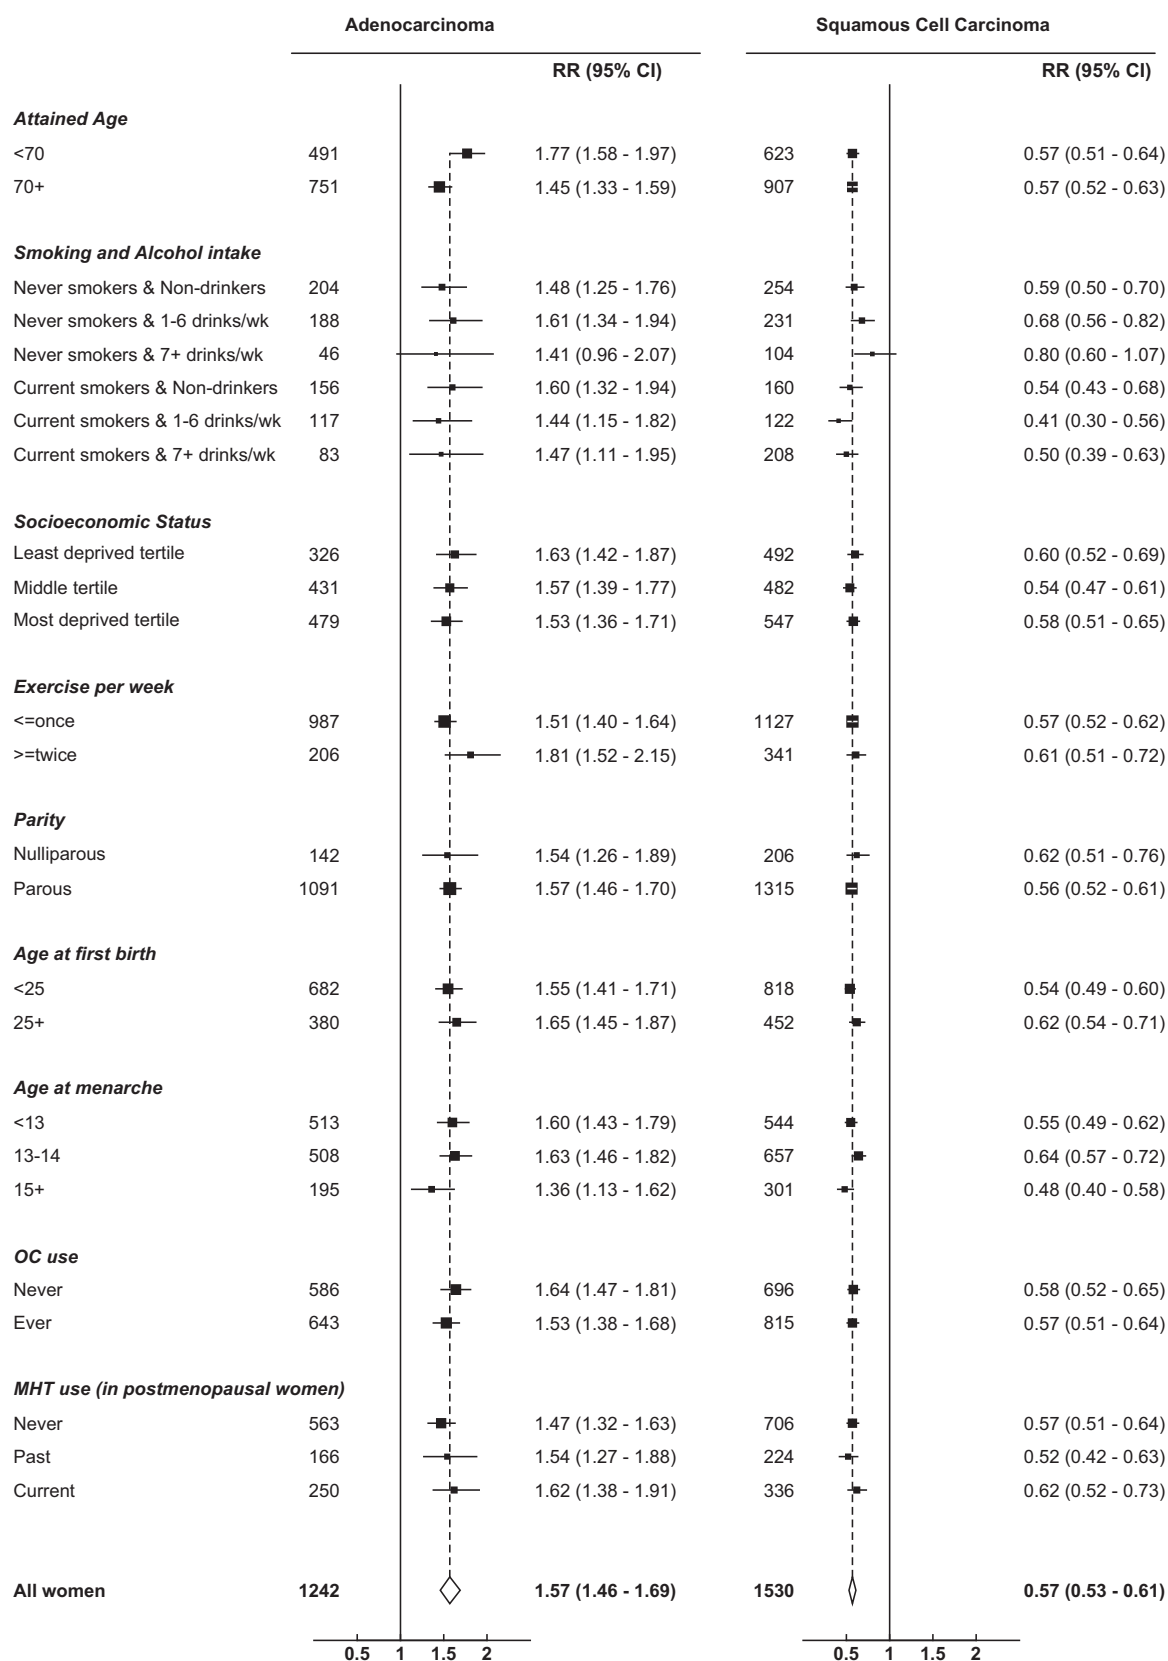 Adenocarcinoma Squamous Cell Carcinoma
RR (95% CI) RR (95% CI)
Attained Age
<70 491 1.77 (1.58 - 1.97) 623 0.57 (0.51 - 0.64)
70+ 751 1.45 (1.33 - 1.59) 907 0.57 (0.52 - 0.63)
Smoking and Alcohol intake
Never smokers & Non-drinkers 204 1.48 (1.25 - 1.76) 254 0.59 (0.50 - 0.70)
Never smokers & 1-6 drinks/wk 188 1.61 (1.34 - 1.94) 231 0.68 (0.56 - 0.82)
Never smokers & 7+ drinks/wk 46 1.41 (0.96 - 2.07) 104 0.80 (0.60 - 1.07)
Current smokers & Non-drinkers 156 1.60 (1.32 - 1.94) 160 0.54 (0.43 - 0.68)
Current smokers & 1-6 drinks/wk 117 1.44 (1.15 - 1.82) 122 0.41 (0.30 - 0.56)
Current smokers & 7+ drinks/wk 83 1.47 (1.11 - 1.95) 208 0.50 (0.39 - 0.63)
Socioeconomic Status
Least deprived tertile 326 1.63 (1.42 - 1.87) 492 0.60 (0.52 - 0.69)
Middle tertile 431 1.57 (1.39 - 1.77) 482 0.54 (0.47 - 0.61)
Most deprived tertile 479 1.53 (1.36 - 1.71) 547 0.58 (0.51 - 0.65)
Exercise per week
<=once 987 1.51 (1.40 - 1.64) 1127 0.57 (0.52 - 0.62)
>=twice 206 1.81 (1.52 - 2.15) 341 0.61 (0.51 - 0.72)
Parity
Nulliparous 142 1.54 (1.26 - 1.89) 206 0.62 (0.51 - 0.76)
Parous 1091 1.57 (1.46 - 1.70) 1315 0.56 (0.52 - 0.61)
Age at first birth
<25 682 1.55 (1.41 - 1.71) 818 0.54 (0.49 - 0.60)
25+ 380 1.65 (1.45 - 1.87) 452 0.62 (0.54 - 0.71)
Age at menarche
<13 513 1.60 (1.43 - 1.79) 544 0.55 (0.49 - 0.62)
13-14 508 1.63 (1.46 - 1.82) 657 0.64 (0.57 - 0.72)
15+ 195 1.36 (1.13 - 1.62) 301 0.48 (0.40 - 0.58)
OC use
Never 586 1.64 (1.47 - 1.81) 696 0.58 (0.52 - 0.65)
Ever 643 1.53 (1.38 - 1.68) 815 0.57 (0.51 - 0.64)
MHT use (in postmenopausal women)
Never 563 1.47 (1.32 - 1.63) 706 0.57 (0.51 - 0.64)
Past 166 1.54 (1.27 - 1.88) 224 0.52 (0.42 - 0.63)
Current 250 1.62 (1.38 - 1.91) 336 0.62 (0.52 - 0.73)
All women 1242 1.57 (1.46 - 1.69) 1530 0.57 (0.53 - 0.61)
0.5 1 1.5 2 0.5 1 1.5 2